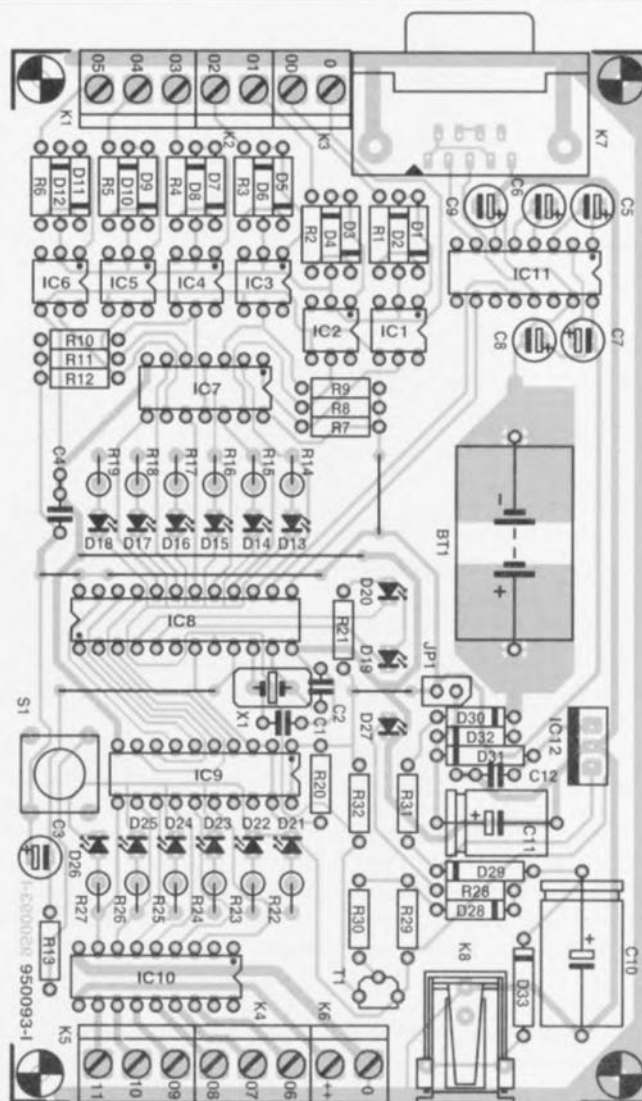 05 04 03 02 01 00 0
K1 K2 K3 K7
R6 D12 D11 R5 D10 D9 R4 D8 D7 R3 D6 D5
R2 D4 D3 R1 D2 D1
C9 C6 C5
IC6 IC5 IC4 IC3
IC2 IC1
IC11
C8 C7
R10
R11
R12
IC7
R9
R8
R7
C4 R19 R18 R17 R16 R15 R14
D18 D17 D16 D15 D14 D13
BT1
- +
IC8
D20
R21
D19
JP1
S1
X1 C1 C2
D27
D30
D32
D31
C12
IC12
IC9
R20 R32 R31
C11
C3
D26 D25 D24 D23 D22 D21
R27 R26 R25 R24 R23 R22
D29
R28
D28
C10
R30 R29
R13
950093-1
950093-I
IC10
T1
K8
D33
K5 K4 K6
11 10 09 08 07 06 ++ 0